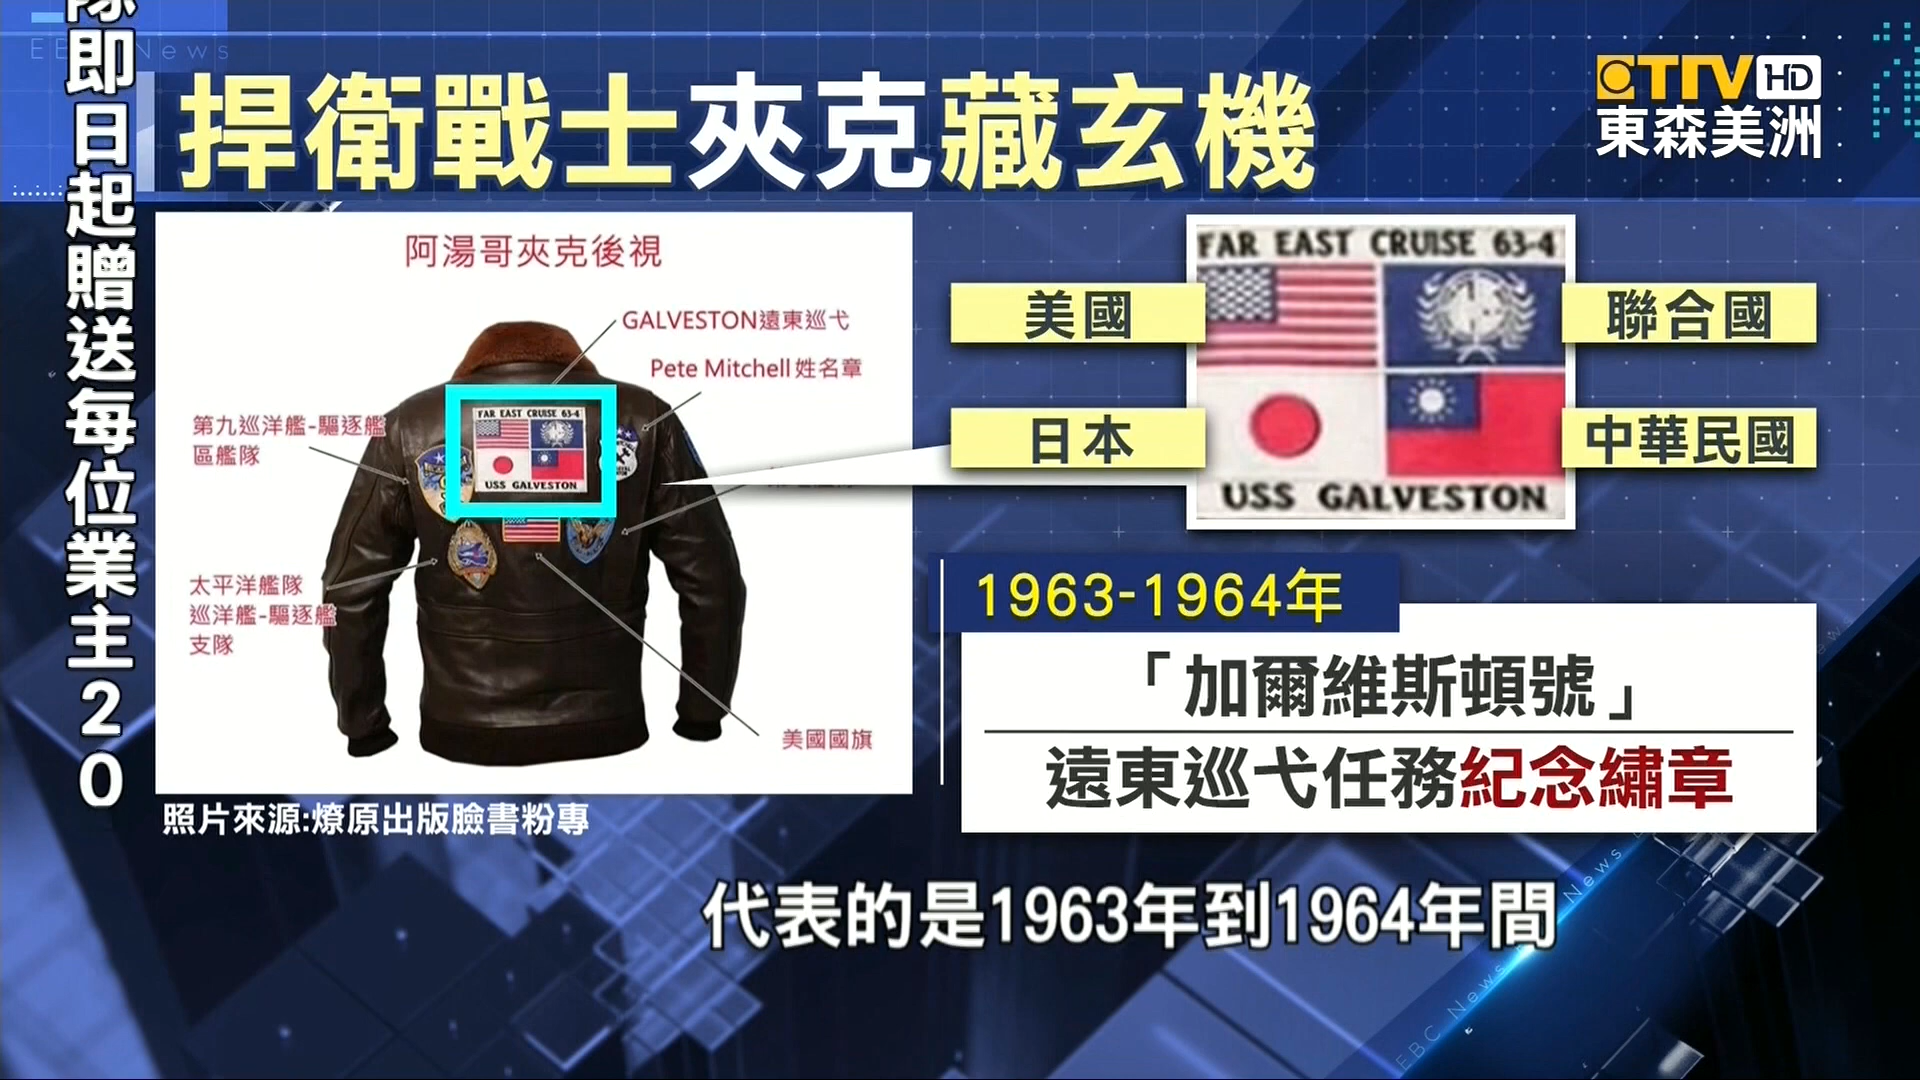 隊即日起贈送每位業主20
EBC News
捍衛戰士夾克藏玄機
ETTV HD
東森美洲
阿湯哥夾克後視
GALVESTON遠東巡弋
Pete Mitchell姓名章
第九巡洋艦-驅逐艦
區艦隊
太平洋艦隊
巡洋艦-驅逐艦
支隊
美國國旗
FAR EAST CRUISE 63-4
USS GALVESTON
照片來源:燎原出版臉書粉專
FAR EAST CRUISE 63-4
美國
聯合國
日本
中華民國
USS GALVESTON
1963-1964年
「加爾維斯頓號」
遠東巡弋任務紀念繡章
代表的是1963年到1964年間
EBC News
News